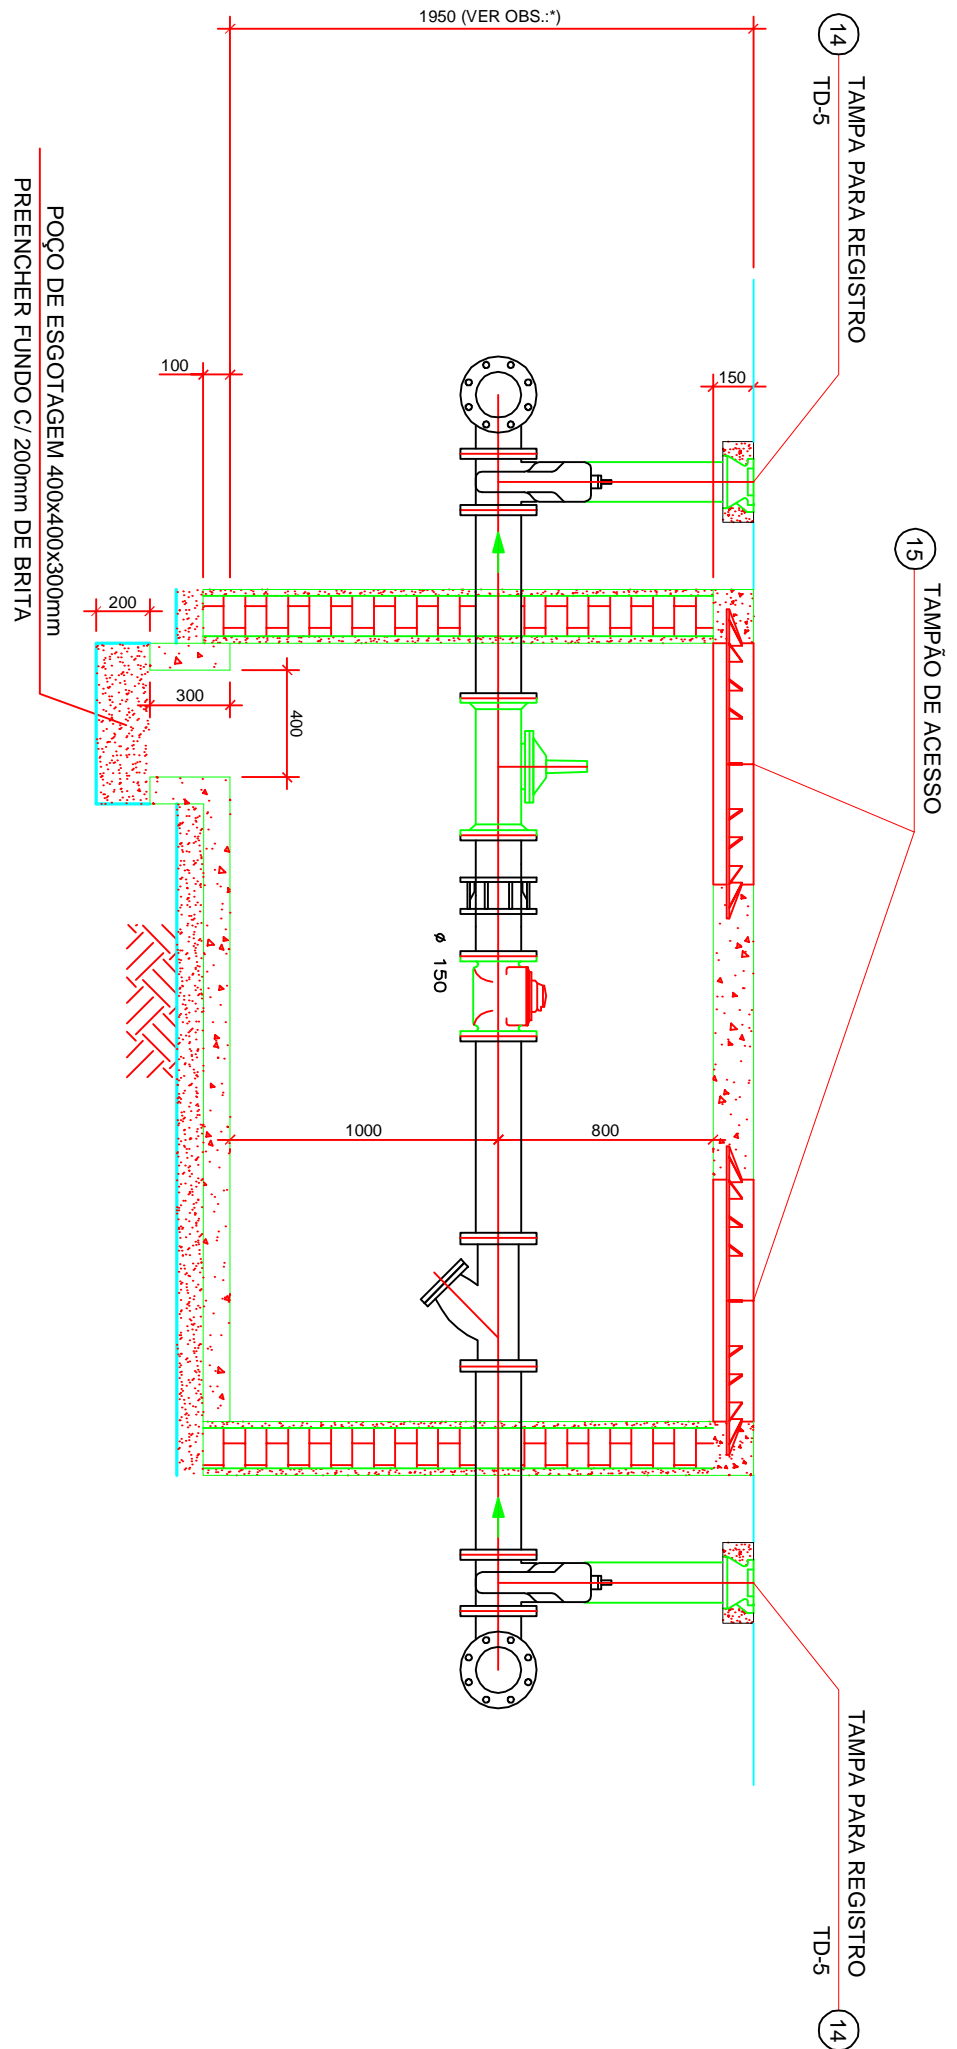 1950 (VER OBS.:*)
14
TAMPA PARA REGISTRO
TD-5
15
TAMPÃO DE ACESSO
TAMPA PARA REGISTRO
TD-5
14
100
150
200
300
400
ø 150
1000
800
POÇO DE ESGOTAGEM 400x400x300mm
PREENCHER FUNDO C/ 200mm DE BRITA